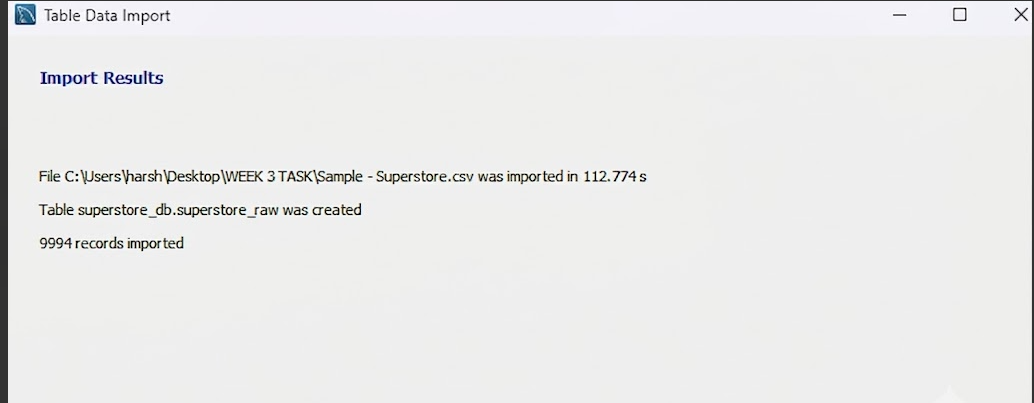 Table Data Import
Import Results
File C:\Users\harsh\Desktop\WEEK 3 TASK\Sample - Superstore.csv was imported in 112.774 s
Table superstore_db.superstore_raw was created
9994 records imported